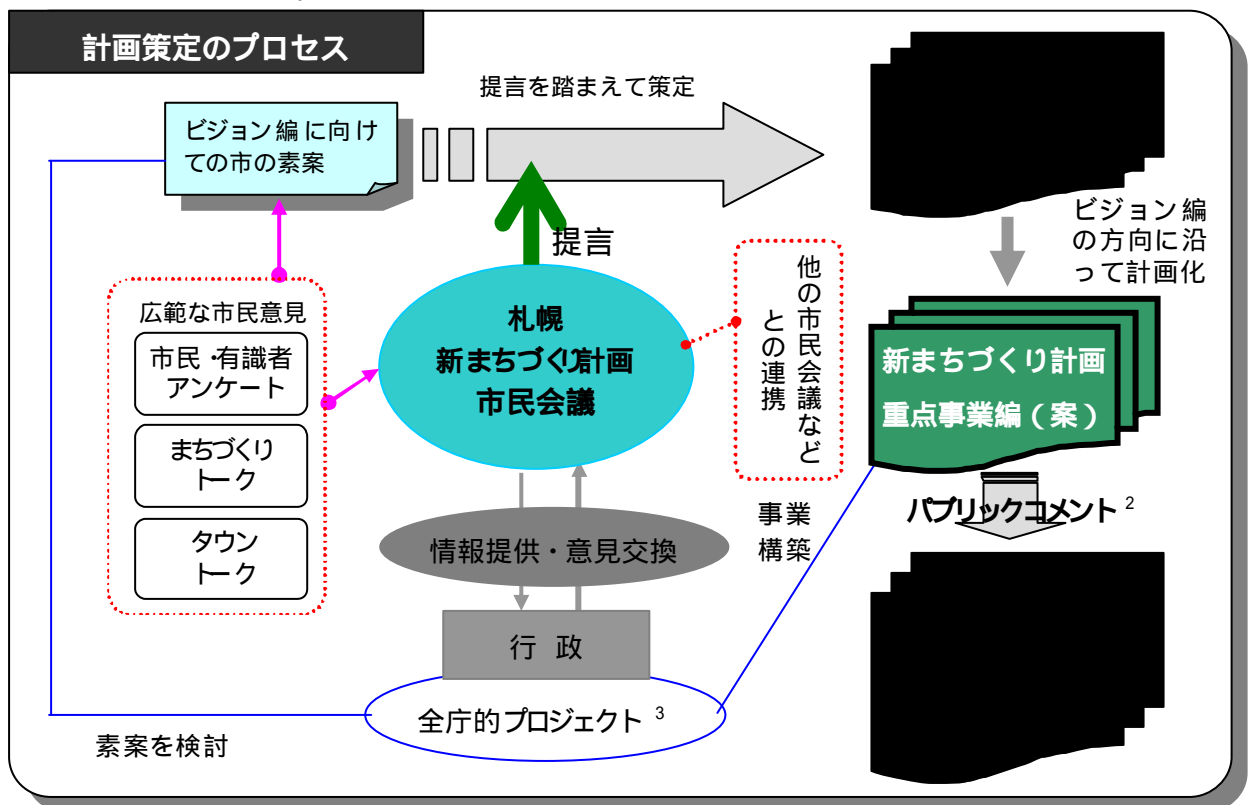 計画策定のプロセス
提言を踏まえて策定
ビジョン編に向け
ての市の素案
提言
ビジョン編
の方向に沿
って計画化
広範な市民意見
市民・有識者
アンケート
まちづくり
トーク
タウン
トーク
札幌
新まちづくり計画
市民会議
他の市民会議など
との連携
新まちづくり計画
重点事業編(案)
パブリックコメント 2
事業
構築
情報提供・意見交換
行 政
全庁的プロジェクト 3
素案を検討